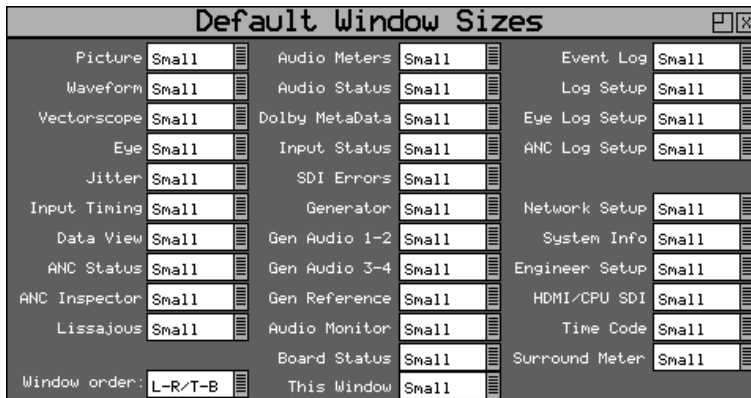 Default Window Sizes
Picture Small Audio Meters Small Event Log Small
Waveform Small Audio Status Small Log Setup Small
Vectorscope Small Dolby MetaData Small Eye Log Setup Small
Eye Small Input Status Small ANC Log Setup Small
Jitter Small SDI Errors Small
Input Timing Small Generator Small Network Setup Small
Data View Small Gen Audio 1-2 Small System Info Small
ANC Status Small Gen Audio 3-4 Small Engineer Setup Small
ANC Inspector Small Gen Reference Small HDMI/CPU SDI Small
Lissajous Small Audio Monitor Small Time Code Small
Board Status Small Surround Meter Small
Window order: L-R/T-B This Window Small